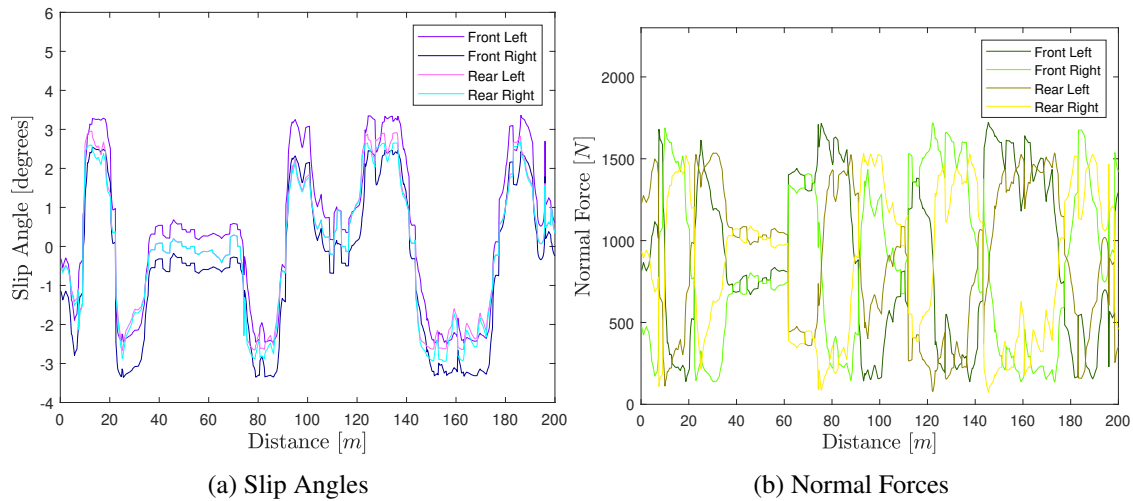 6
5
4
3
2
1
0
-1
-2
-3
-4
Slip Angle [degrees]
0 20 40 60 80 100 120 140 160 180 200
Distance [m]
Front Left
Front Right
Rear Left
Rear Right
(a) Slip Angles
2000
1500
1000
500
0
Normal Force [N]
0 20 40 60 80 100 120 140 160 180 200
Distance [m]
Front Left
Front Right
Rear Left
Rear Right
(b) Normal Forces